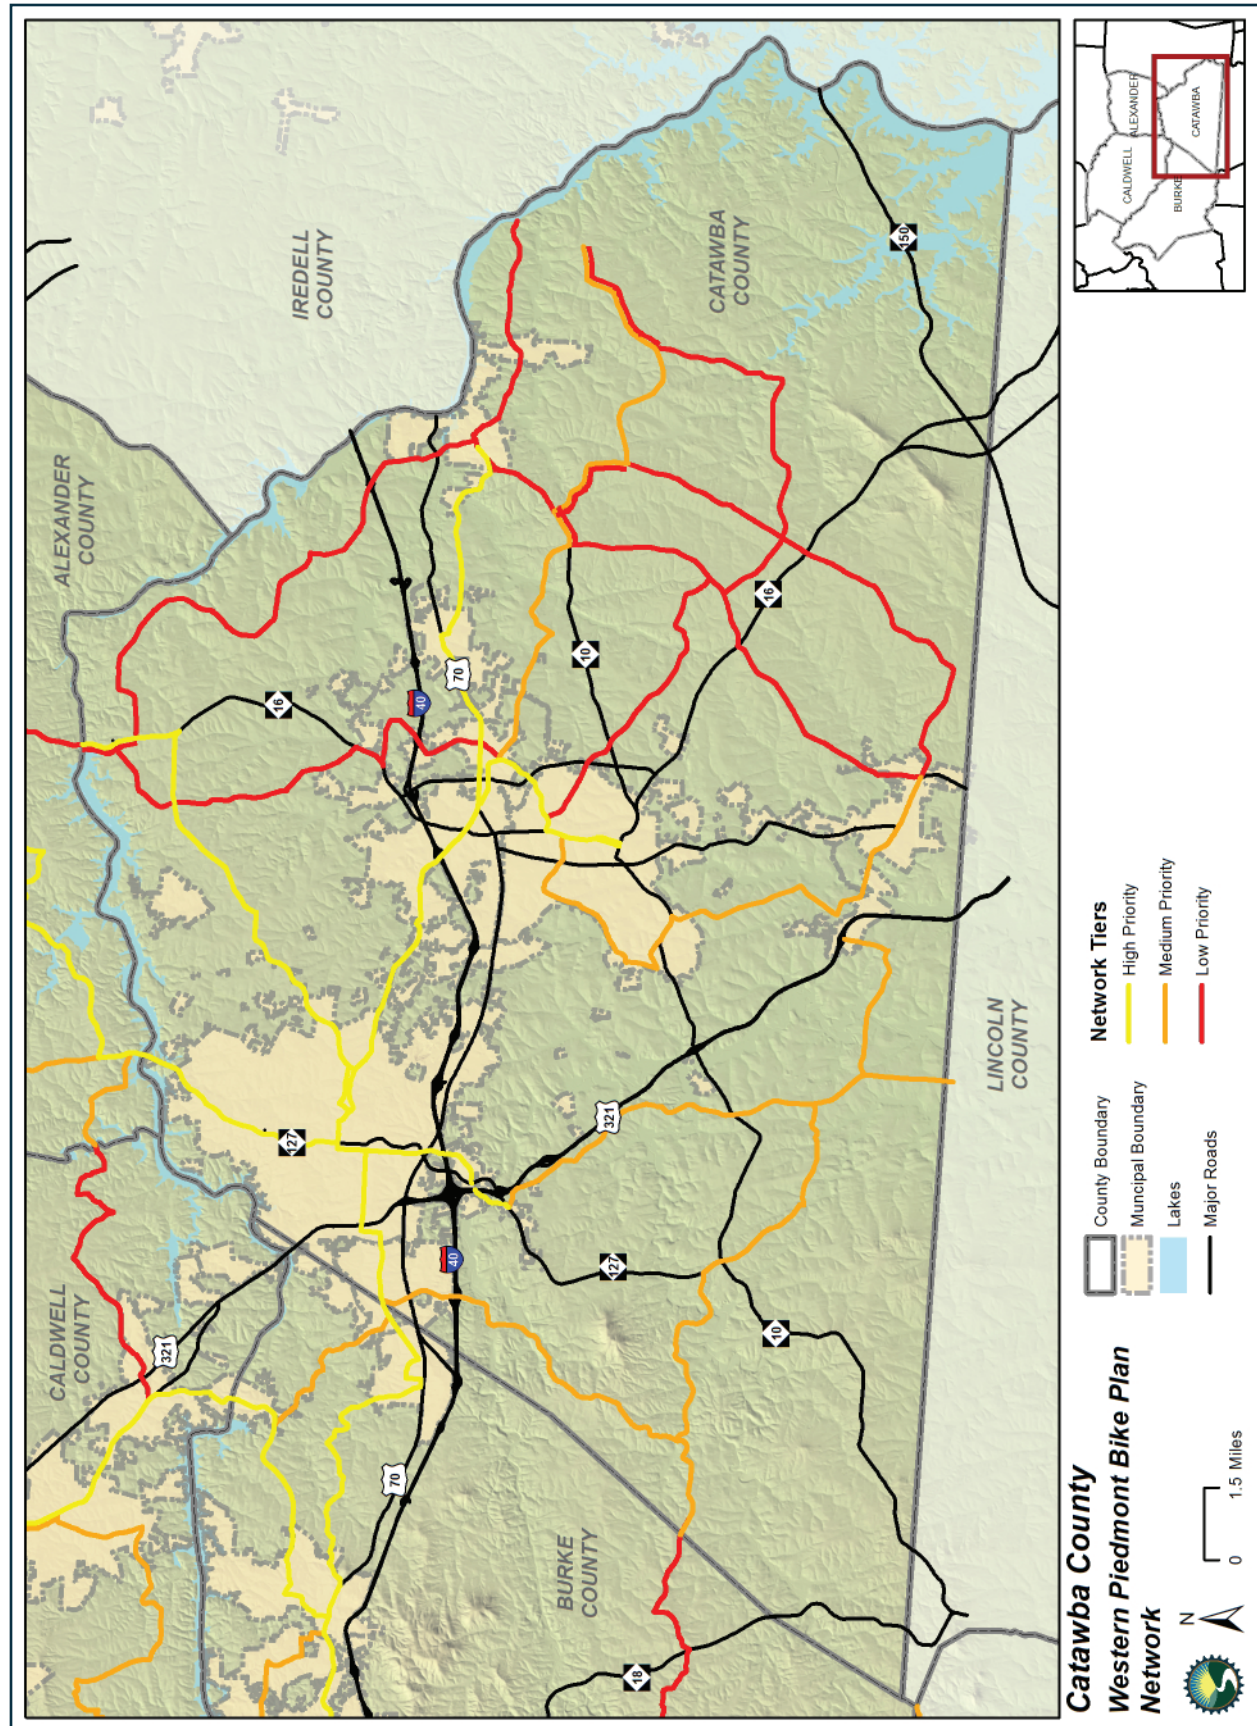 ALEXANDER
COUNTY
IREDELL
COUNTY
CALDWELL
COUNTY
CATAWBA
COUNTY
BURKE
COUNTY
LINCOLN
COUNTY
16
40
70
10
16
150
127
321
321
40
127
70
10
18
Catawba County
Western Piedmont Bike Plan
Network
N
0 1.5 Miles
County Boundary
Muncipal Boundary
Lakes
Major Roads
Network Tiers
High Priority
Medium Priority
Low Priority
CALDWELL
ALEXANDER
BURKE
CATAWBA